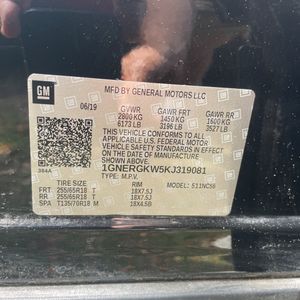 GM
MFD BY GENERAL MOTORS LLC
06/19
GVWR GAWR FRT GAWR RR
2800 KG 1450 KG 1600 KG
6173 LB 3196 LB 3527 LB
THIS VEHICLE CONFORMS TO ALL APPLICABLE
U.S. FEDERAL MOTOR VEHICLE
SAFETY STANDARDS IN EFFECT ON THE
DATE OF MANUFACTURE SHOWN ABOVE.
1GNERGKW5KJ319081
384A
TYPE: M.P.V. MODEL:
TIRE SIZE RIM
FRT 255/65R18 T 18X7.5J
RR 255/65R18 T 18X7.5J
SPA T135/70R18 M 18X4.5B